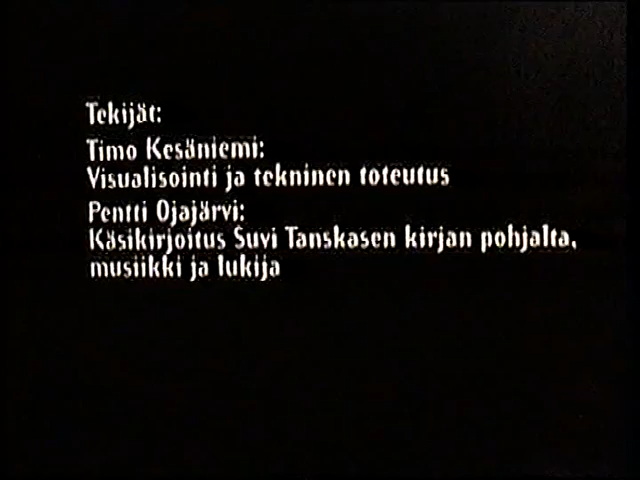 Tekijät:
Timo Kesäniemi:
Visualisointi ja tekninen toteutus
Pentti Ojajärvi:
Käsikirjoitus Suvi Tanskasen kirjan pohjalta,
musiikki ja lukija